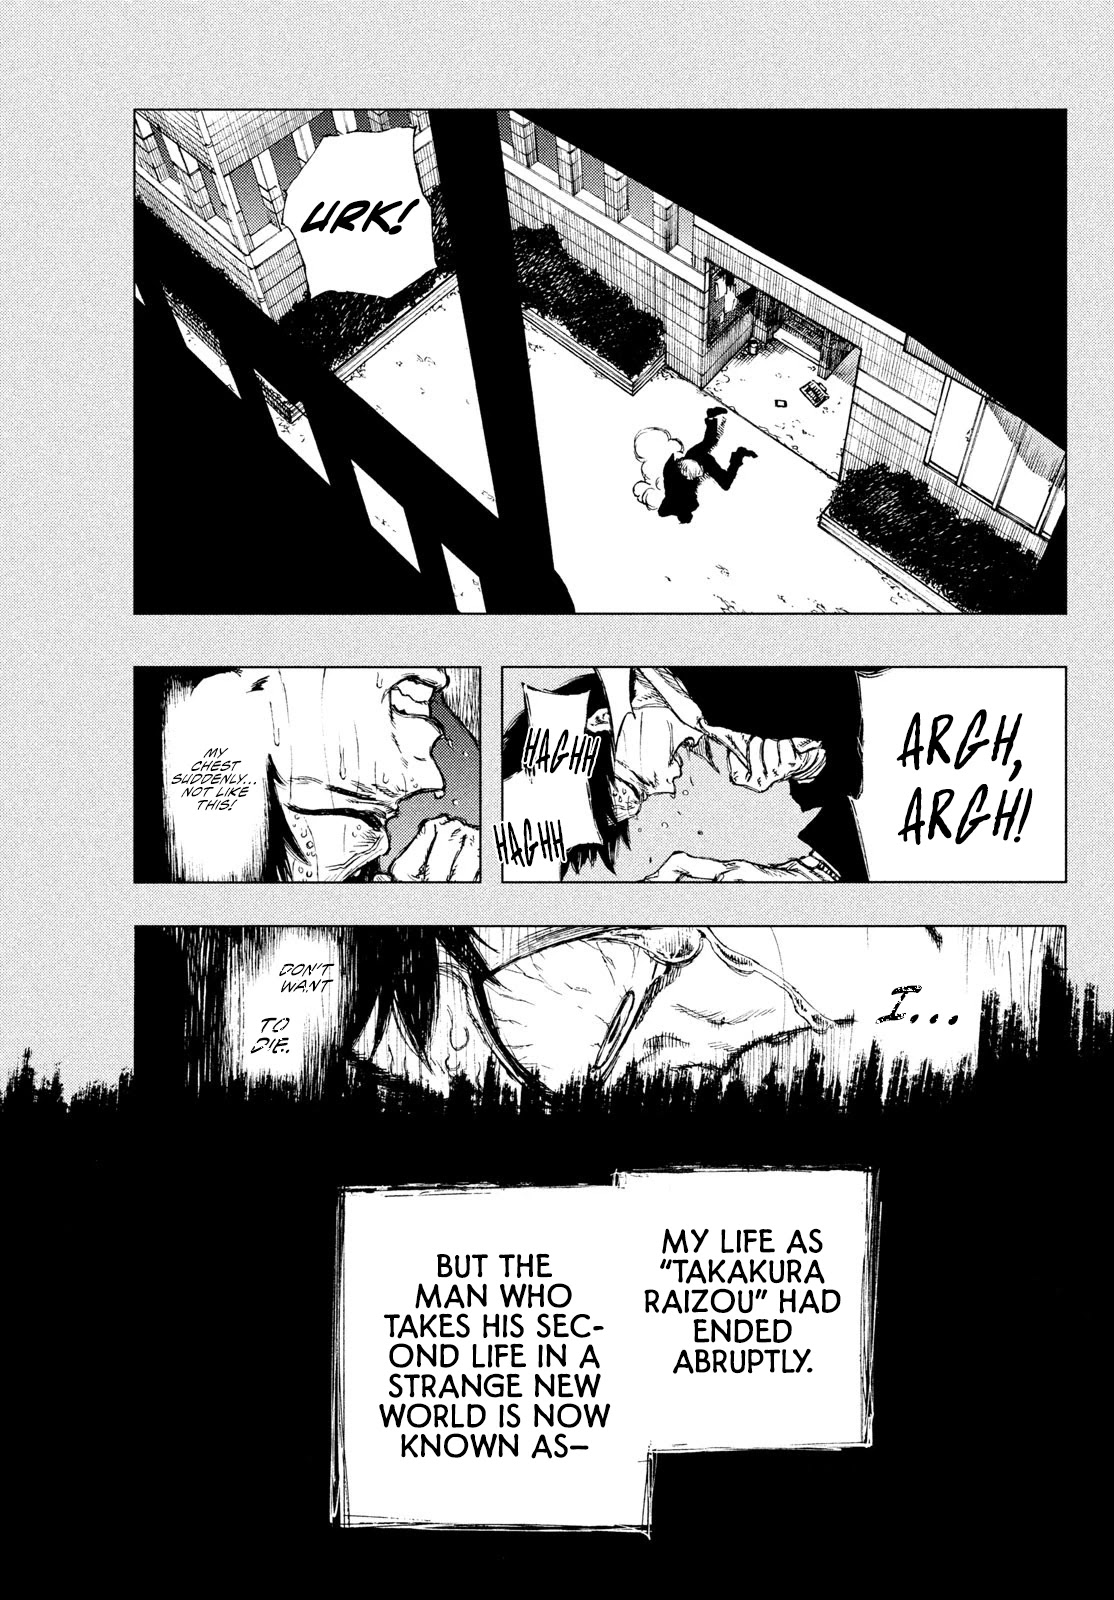 URK!
ARGH,
ARGH!
HAGHH
HAGHH
MY
CHEST
SUDDENLY...
NOT LIKE
THIS!
I...
DON'T
WANT
TO
DIE.
MY LIFE AS
“TAKAKURA
RAIZOU” HAD
ENDED
ABRUPTLY.
BUT THE
MAN WHO
TAKES HIS SEC-
OND LIFE IN A
STRANGE NEW
WORLD IS NOW
KNOWN AS—